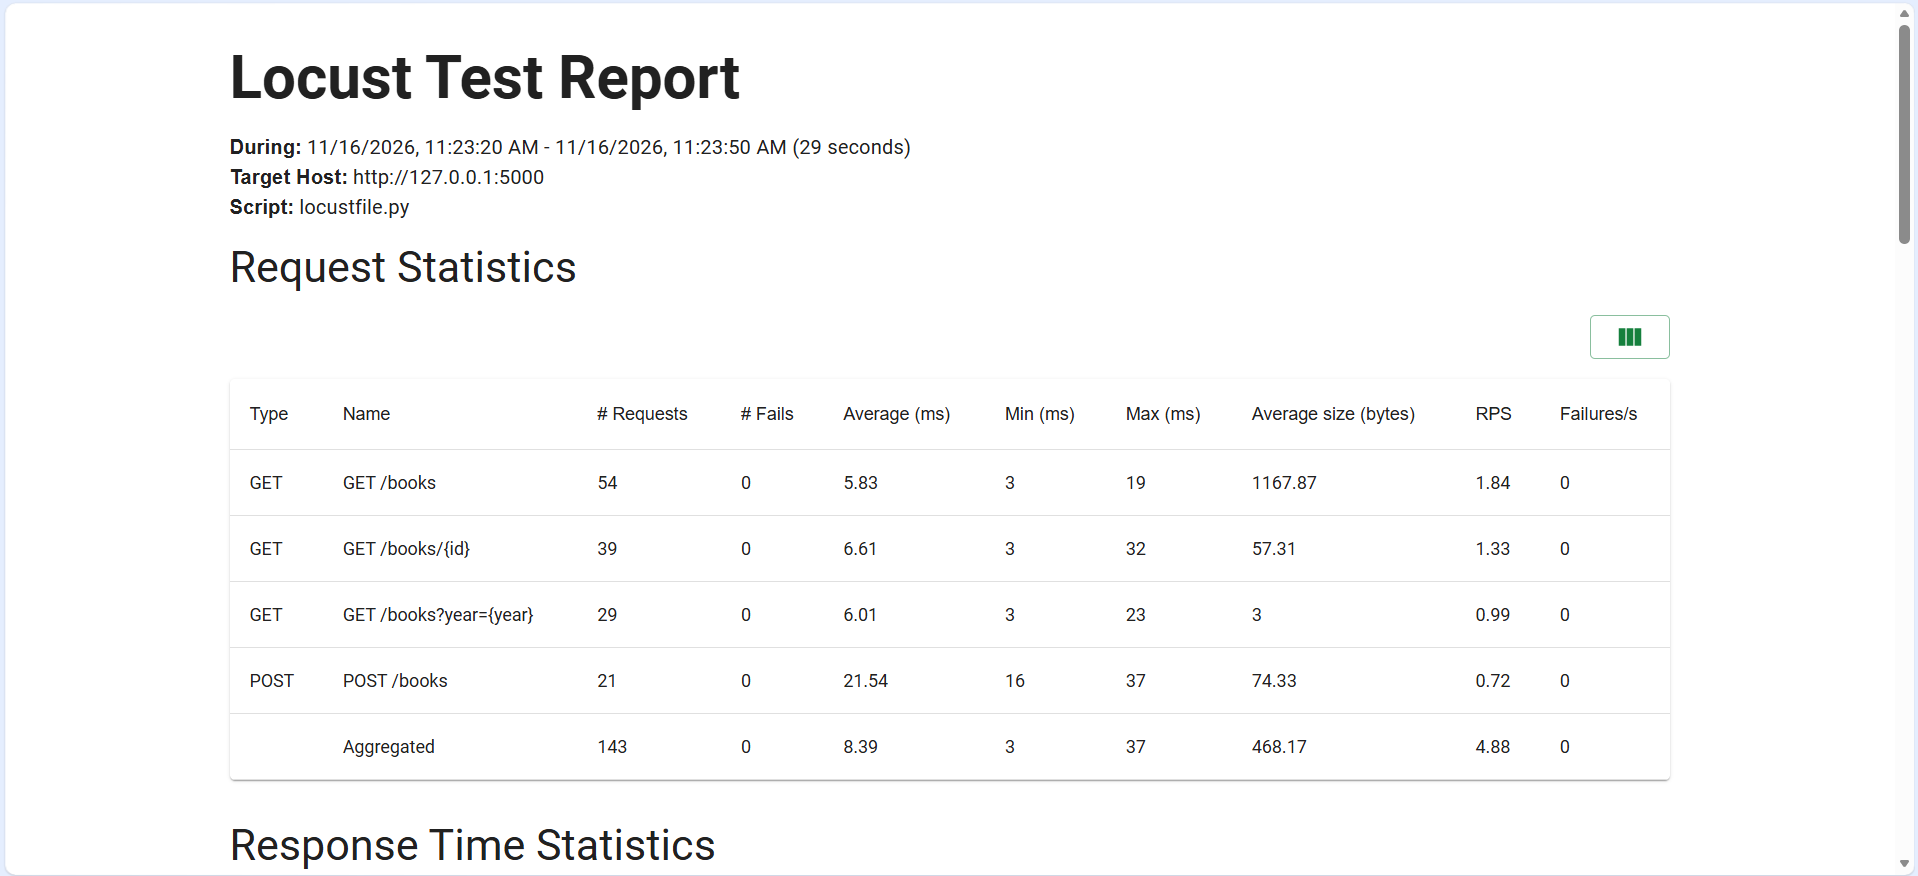 Locust Test Report
During: 11/16/2026, 11:23:20 AM - 11/16/2026, 11:23:50 AM (29 seconds)
Target Host: http://127.0.0.1:5000
Script: locustfile.py
Request Statistics
Type Name # Requests # Fails Average (ms) Min (ms) Max (ms) Average size (bytes) RPS Failures/s
GET GET /books 54 0 5.83 3 19 1167.87 1.84 0
GET GET /books/{id} 39 0 6.61 3 32 57.31 1.33 0
GET GET /books?year={year} 29 0 6.01 3 23 3 0.99 0
POST POST /books 21 0 21.54 16 37 74.33 0.72 0
Aggregated 143 0 8.39 3 37 468.17 4.88 0
Response Time Statistics